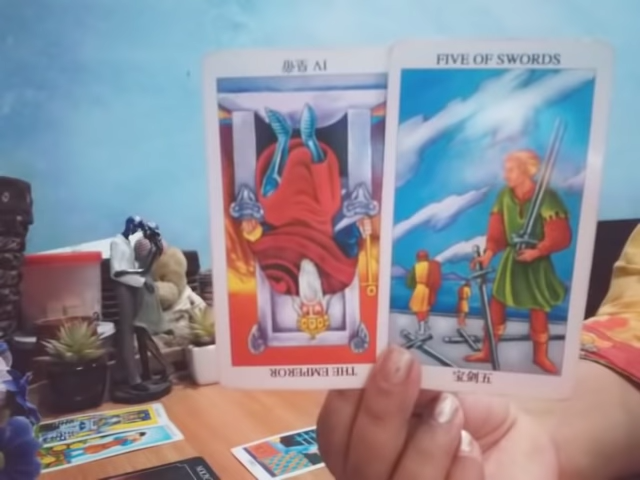 IV 皇帝
THE EMPEROR
FIVE OF SWORDS